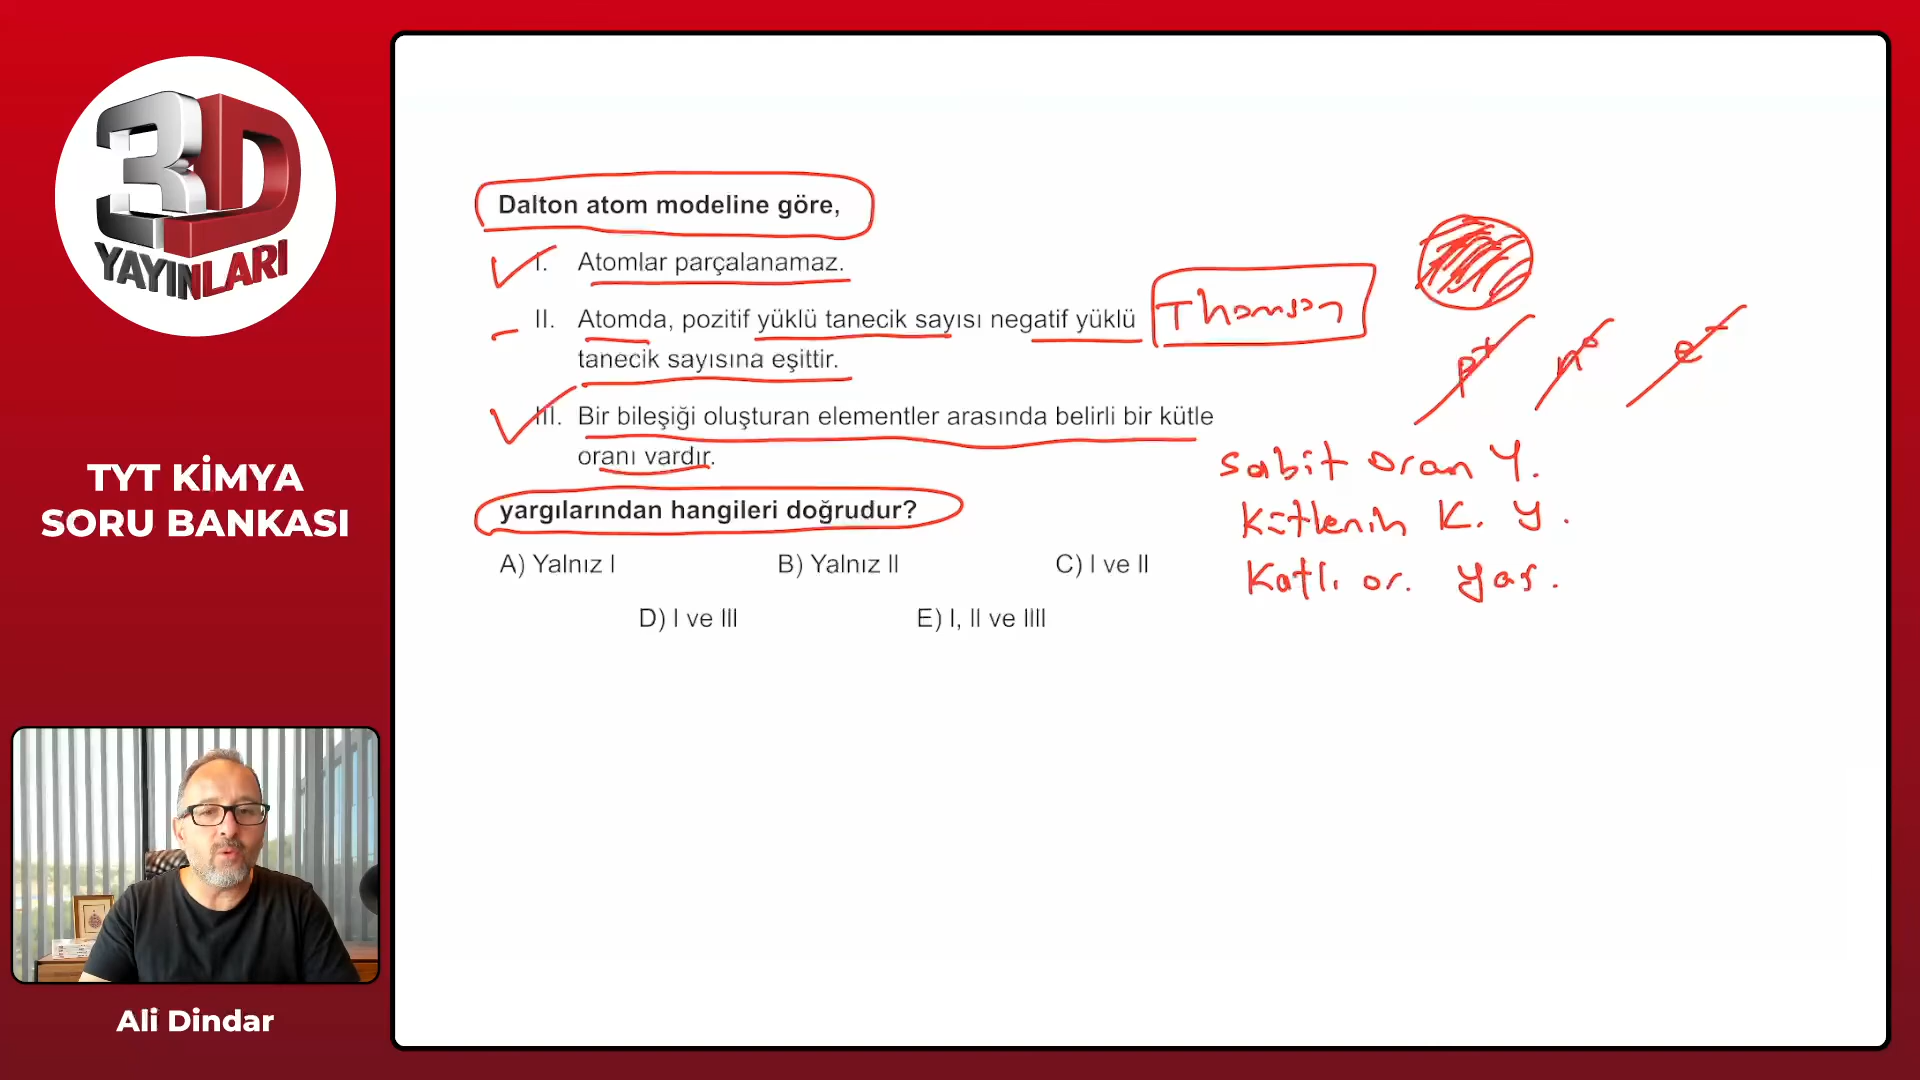 3D
YAYINLARI
TYT KİMYA
SORU BANKASI
Ali Dindar
Dalton atom modeline göre,
I. Atomlar parçalanamaz.
II. Atomda, pozitif yüklü tanecik sayısı negatif yüklü
tanecik sayısına eşittir.
III. Bir bileşiği oluşturan elementler arasında belirli bir kütle
oranı vardır.
yargılarından hangileri doğrudur?
A) Yalnız I B) Yalnız II C) I ve II
D) I ve III E) I, II ve IIII
Thomson
p+ n° e-
Sabit oran Y.
Kütlenin K. Y.
Katlı or. yas.